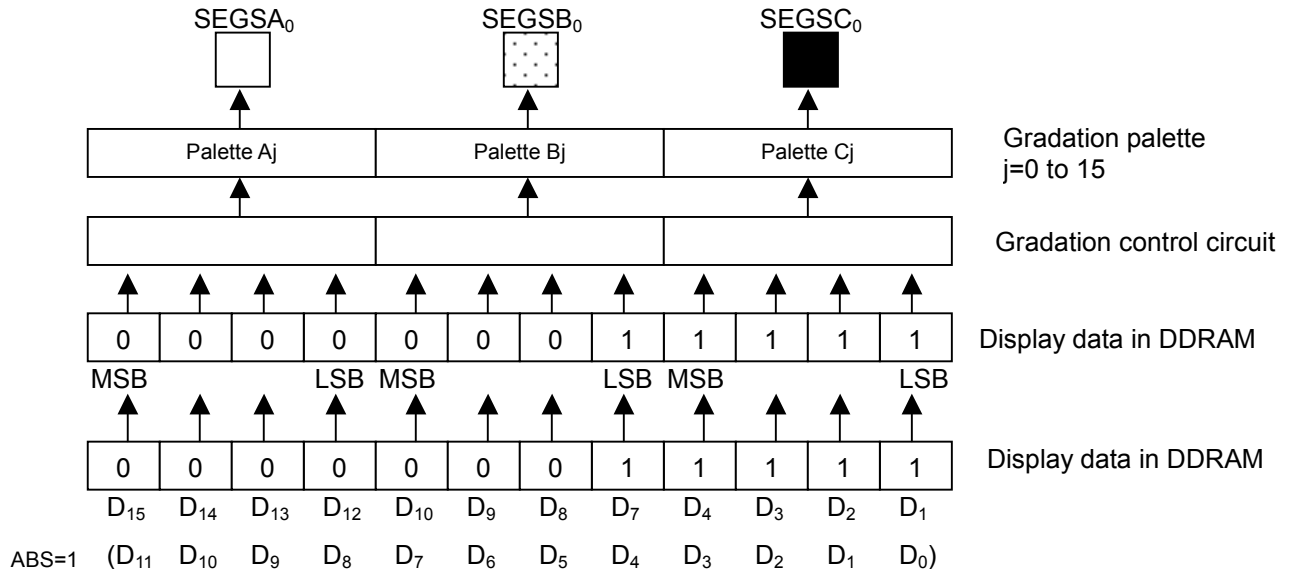 SEGSA₀ SEGSB₀ SEGSC₀
Palette Aj Palette Bj Palette Cj Gradation palette
j=0 to 15
Gradation control circuit
0 0 0 0 0 0 0 1 1 1 1 1 Display data in DDRAM
MSB LSB MSB LSB MSB LSB
0 0 0 0 0 0 0 1 1 1 1 1 Display data in DDRAM
D₁₅ D₁₄ D₁₃ D₁₂ D₁₀ D₉ D₈ D₇ D₄ D₃ D₂ D₁
ABS=1 (D₁₁ D₁₀ D₉ D₈ D₇ D₆ D₅ D₄ D₃ D₂ D₁ D₀)